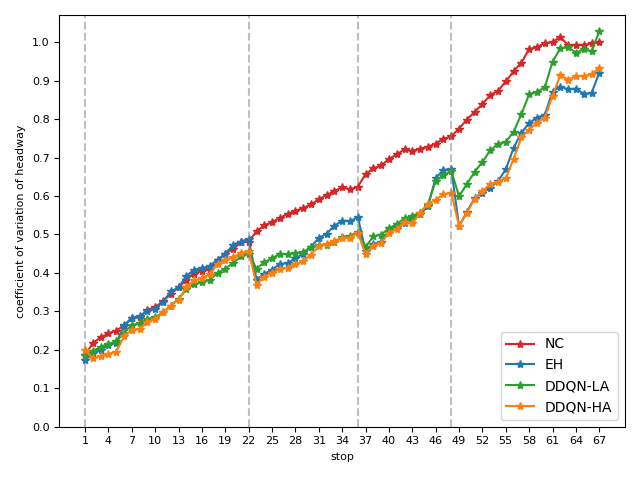 coefficient of variation of headway
1.0
0.9
0.8
0.7
0.6
0.5
0.4
0.3
0.2
0.1
0.0
NC
EH
DDQN-LA
DDQN-HA
1 4 7 10 13 16 19 22 25 28 31 34 37 40 43 46 49 52 55 58 61 64 67
stop